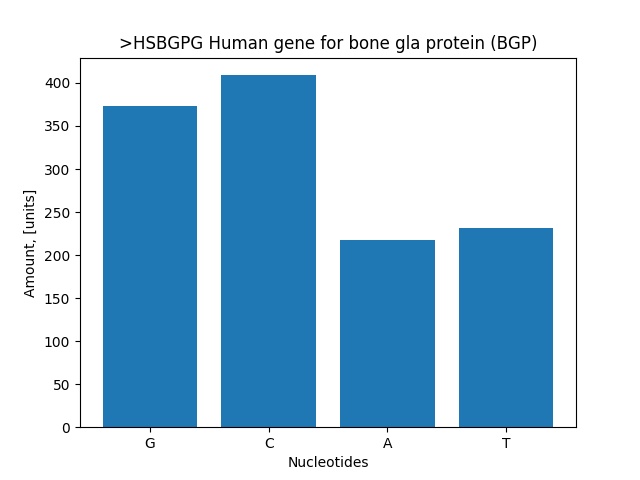 >HSBGPG Human gene for bone gla protein (BGP)
400
350
300
250
200
150
100
50
0
Amount, [units]
G C A T
Nucleotides